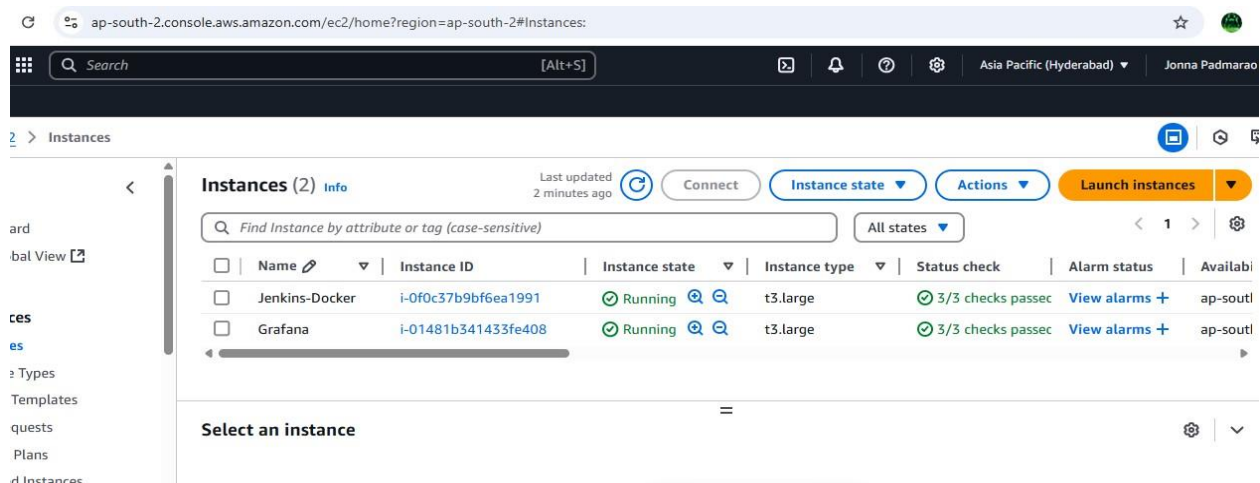 ap-south-2.console.aws.amazon.com/ec2/home?region=ap-south-2#Instances:
Search [Alt+S] Asia Pacific (Hyderabad) Jonna Padmarao
2 > Instances
Instances (2) Info
Last updated
2 minutes ago
Connect Instance state Actions Launch instances
Find Instance by attribute or tag (case-sensitive) All states 1
Name Instance ID Instance state Instance type Status check Alarm status Availabi
Jenkins-Docker i-0f0c37b9bf6ea1991 Running t3.large 3/3 checks passec View alarms + ap-soutl
Grafana i-01481b341433fe408 Running t3.large 3/3 checks passec View alarms + ap-soutl
Select an instance
ard
bal View
ces
es
e Types
Templates
quests
Plans
d Instances